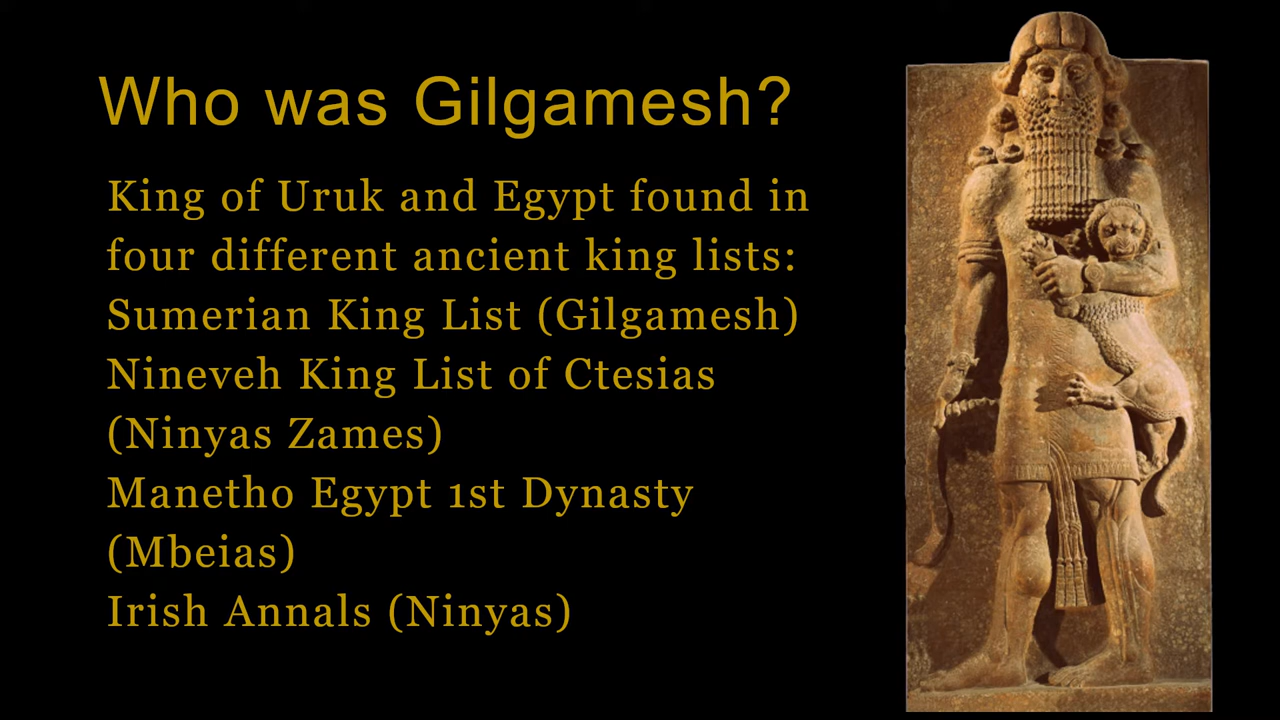 Who was Gilgamesh?
King of Uruk and Egypt found in
four different ancient king lists:
Sumerian King List (Gilgamesh)
Nineveh King List of Ctesias
(Ninyas Zames)
Manetho Egypt 1st Dynasty
(Mbeias)
Irish Annals (Ninyas)